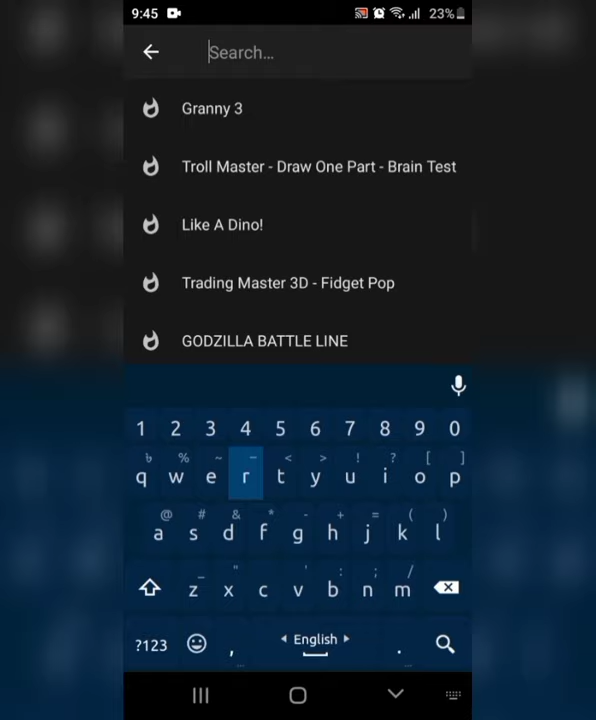 9:45 23%
Search...
Granny 3
Troll Master - Draw One Part - Brain Test
Like A Dino!
Trading Master 3D - Fidget Pop
GODZILLA BATTLE LINE
1 2 3 4 5 6 7 8 9 0
% ~ < > ! ? [ ]
q w e r t y u i o p
@ # & * - + = ( )
a s d f g h j k l
_ " ' : ; /
z x c v b n m
?123 , English .